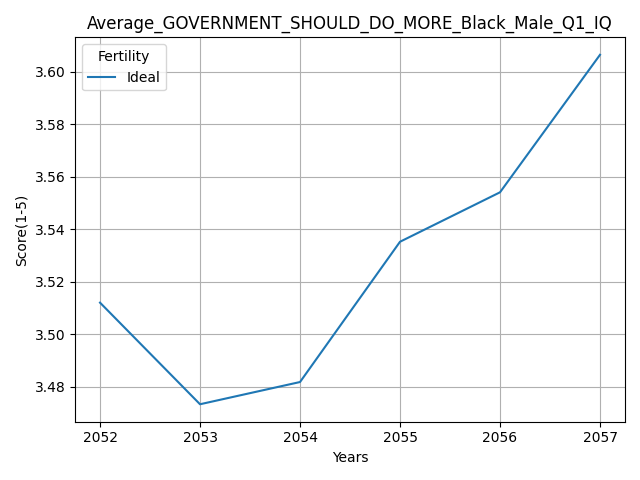 Average_GOVERNMENT_SHOULD_DO_MORE_Black_Male_Q1_IQ
Fertility
Ideal
3.60
3.58
3.56
3.54
3.52
3.50
3.48
Score(1-5)
2052 2053 2054 2055 2056 2057
Years